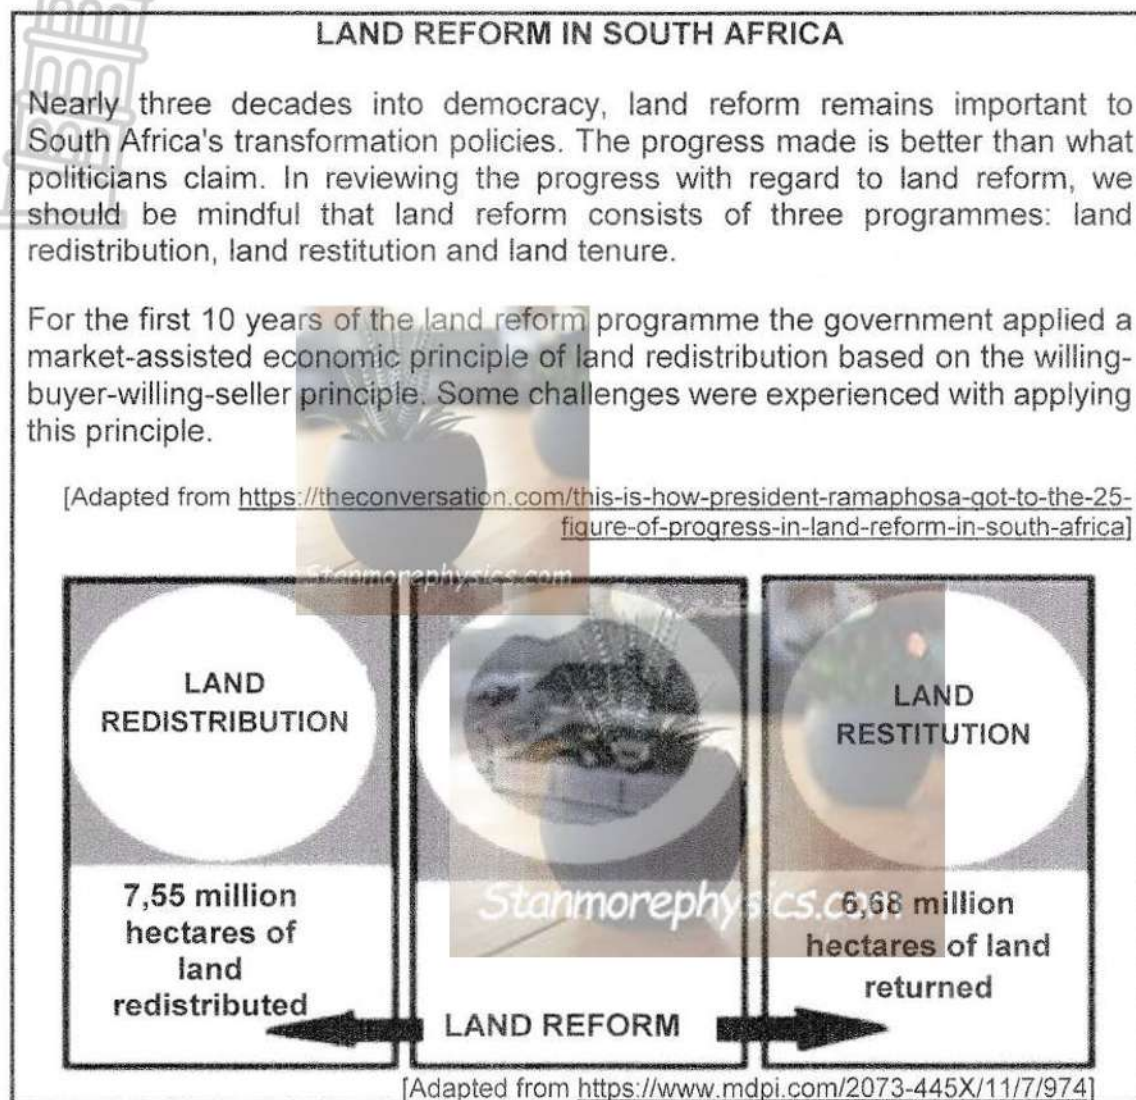 LAND REFORM IN SOUTH AFRICA
Nearly three decades into democracy, land reform remains important to
South Africa's transformation policies. The progress made is better than what
politicians claim. In reviewing the progress with regard to land reform, we
should be mindful that land reform consists of three programmes: land
redistribution, land restitution and land tenure.
For the first 10 years of the land reform programme the government applied a
market-assisted economic principle of land redistribution based on the willing-
buyer-willing-seller principle. Some challenges were experienced with applying
this principle.
[Adapted from https://theconversation.com/this-is-how-president-ramaphosa-got-to-the-25-
figure-of-progress-in-land-reform-in-south-africa]
Stanmorephysics.com
LAND
REDISTRIBUTION
7,55 million
hectares of
land
redistributed
Stanmorephysics.com
LAND REFORM
LAND
RESTITUTION
6,68 million
hectares of land
returned
[Adapted from https://www.mdpi.com/2073-445X/11/7/974]